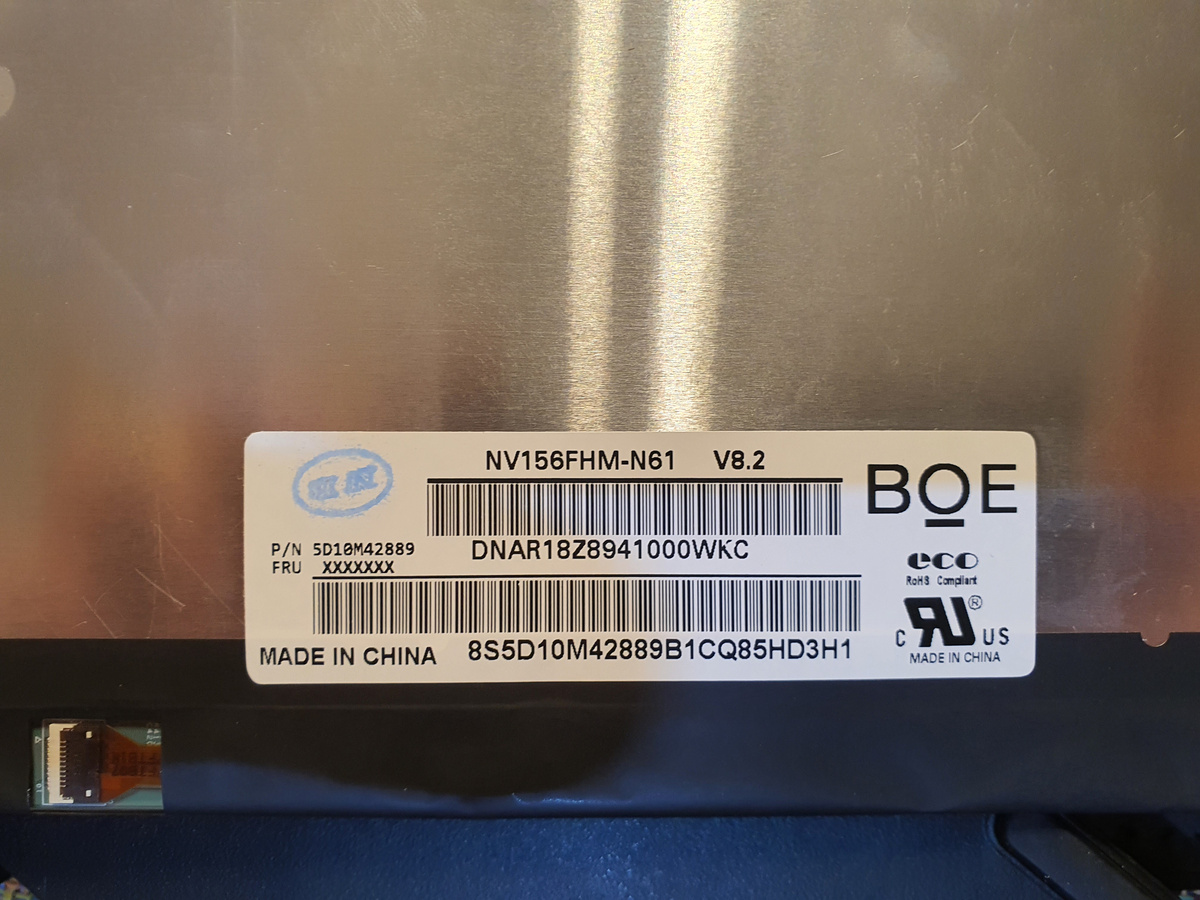 NV156FHM-N61 V8.2
BOE
P/N 5D10M42889
DNAR18Z8941000WKC
FRU XXXXXXX
eco
RoHS Compliant
C RU ® US
MADE IN CHINA
8S5D10M42889B1CQ85HD3H1
MADE IN CHINA